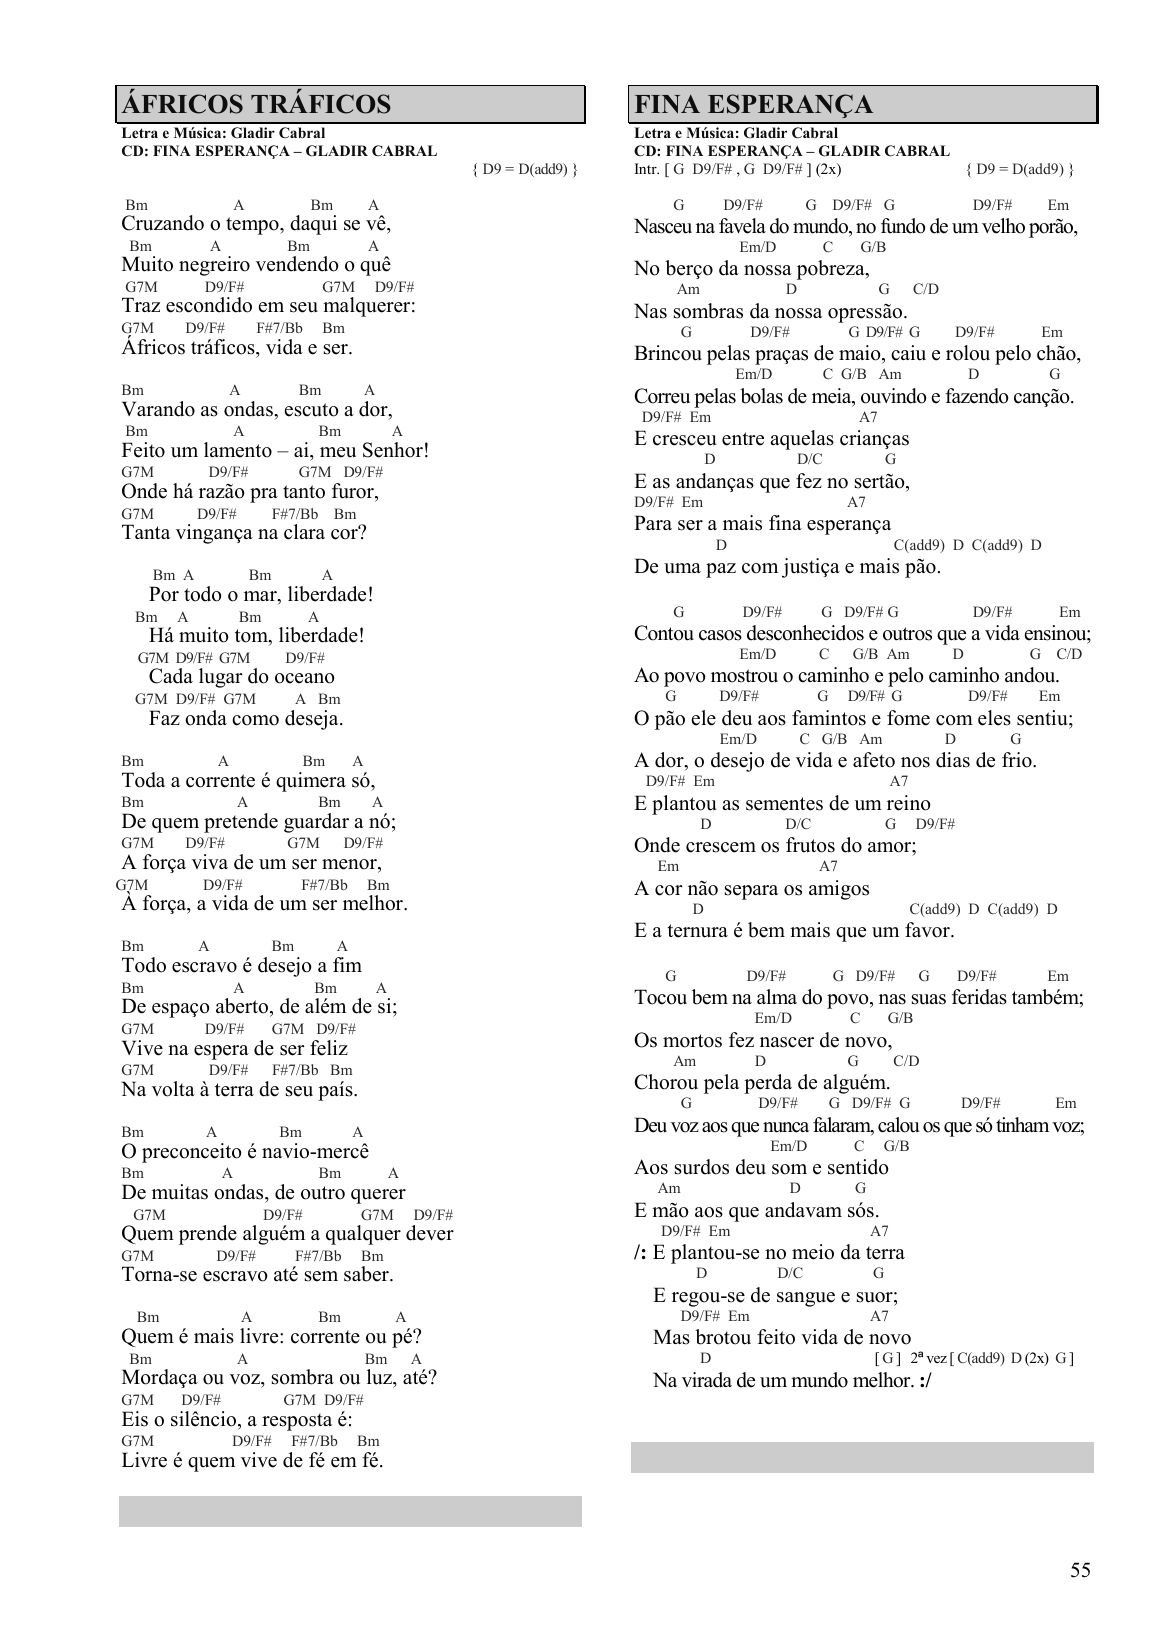 ÁFRICOS TRÁFICOS
Letra e Música: Gladir Cabral
CD: FINA ESPERANÇA – GLADIR CABRAL
{ D9 = D(add9) }
Bm A Bm A
Cruzando o tempo, daqui se vê,
Bm A Bm A
Muito negreiro vendendo o quê
G7M D9/F# G7M D9/F#
Traz escondido em seu malquerer:
G7M D9/F# F#7/Bb Bm
Áfricos tráficos, vida e ser.
Bm A Bm A
Varando as ondas, escuto a dor,
Bm A Bm A
Feito um lamento – ai, meu Senhor!
G7M D9/F# G7M D9/F#
Onde há razão pra tanto furor,
G7M D9/F# F#7/Bb Bm
Tanta vingança na clara cor?
Bm A Bm A
Por todo o mar, liberdade!
Bm A Bm A
Há muito tom, liberdade!
G7M D9/F# G7M D9/F#
Cada lugar do oceano
G7M D9/F# G7M A Bm
Faz onda como deseja.
Bm A Bm A
Toda a corrente é quimera só,
Bm A Bm A
De quem pretende guardar a nó;
G7M D9/F# G7M D9/F#
A força viva de um ser menor,
G7M D9/F# F#7/Bb Bm
À força, a vida de um ser melhor.
Bm A Bm A
Todo escravo é desejo a fim
Bm A Bm A
De espaço aberto, de além de si;
G7M D9/F# G7M D9/F#
Vive na espera de ser feliz
G7M D9/F# F#7/Bb Bm
Na volta à terra de seu país.
Bm A Bm A
O preconceito é navio-mercê
Bm A Bm A
De muitas ondas, de outro querer
G7M D9/F# G7M D9/F#
Quem prende alguém a qualquer dever
G7M D9/F# F#7/Bb Bm
Torna-se escravo até sem saber.
Bm A Bm A
Quem é mais livre: corrente ou pé?
Bm A Bm A
Mordaça ou voz, sombra ou luz, até?
G7M D9/F# G7M D9/F#
Eis o silêncio, a resposta é:
G7M D9/F# F#7/Bb Bm
Livre é quem vive de fé em fé.
FINA ESPERANÇA
Letra e Música: Gladir Cabral
CD: FINA ESPERANÇA – GLADIR CABRAL
Intr. [ G D9/F# , G D9/F# ] (2x) { D9 = D(add9) }
G D9/F# G D9/F# G D9/F# Em
Nasceu na favela do mundo, no fundo de um velho porão,
Em/D C G/B
No berço da nossa pobreza,
Am D G C/D
Nas sombras da nossa opressão.
G D9/F# G D9/F# G D9/F# Em
Brincou pelas praças de maio, caiu e rolou pelo chão,
Em/D C G/B Am D G
Correu pelas bolas de meia, ouvindo e fazendo canção.
D9/F# Em A7
E cresceu entre aquelas crianças
D D/C G
E as andanças que fez no sertão,
D9/F# Em A7
Para ser a mais fina esperança
D C(add9) D C(add9) D
De uma paz com justiça e mais pão.
G D9/F# G D9/F# G D9/F# Em
Contou casos desconhecidos e outros que a vida ensinou;
Em/D C G/B Am D G C/D
Ao povo mostrou o caminho e pelo caminho andou.
G D9/F# G D9/F# G D9/F# Em
O pão ele deu aos famintos e fome com eles sentiu;
Em/D C G/B Am D G
A dor, o desejo de vida e afeto nos dias de frio.
D9/F# Em A7
E plantou as sementes de um reino
D D/C G D9/F#
Onde crescem os frutos do amor;
Em A7
A cor não separa os amigos
D C(add9) D C(add9) D
E a ternura é bem mais que um favor.
G D9/F# G D9/F# G D9/F# Em
Tocou bem na alma do povo, nas suas feridas também;
Em/D C G/B
Os mortos fez nascer de novo,
Am D G C/D
Chorou pela perda de alguém.
G D9/F# G D9/F# G D9/F# Em
Deu voz aos que nunca falaram, calou os que só tinham voz;
Em/D C G/B
Aos surdos deu som e sentido
Am D G
E mão aos que andavam sós.
D9/F# Em A7
/: E plantou-se no meio da terra
D D/C G
E regou-se de sangue e suor;
D9/F# Em A7
Mas brotou feito vida de novo
D [ G ] 2ª vez [ C(add9) D (2x) G ]
Na virada de um mundo melhor. :/
55